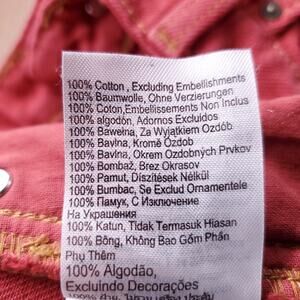 100% Cotton , Excluding Embellishments
100% Baumwolle, Ohne Verzierungen
100% Coton,Embellissements Non Inclus
100% algodón, Adornos Excluidos
100% Bawełna, Za Wyjątkiem Ozdób
100% Bavlna, Kromě Ozdob
100% Bavlna, Okrem Ozdobných Prvkov
100% Bombaž, Brez Okrasov
100% Pamut, Díszítések Nélkül
100% Bumbac, Se Exclud Ornamentele
100% Памук, С Изключение
На Украшения
100% Katun, Tidak Termasuk Hiasan
100% Bông, Không Bao Gồm Phần
Phụ Thêm
100% Algodão,
Excluindo Decorações
100%